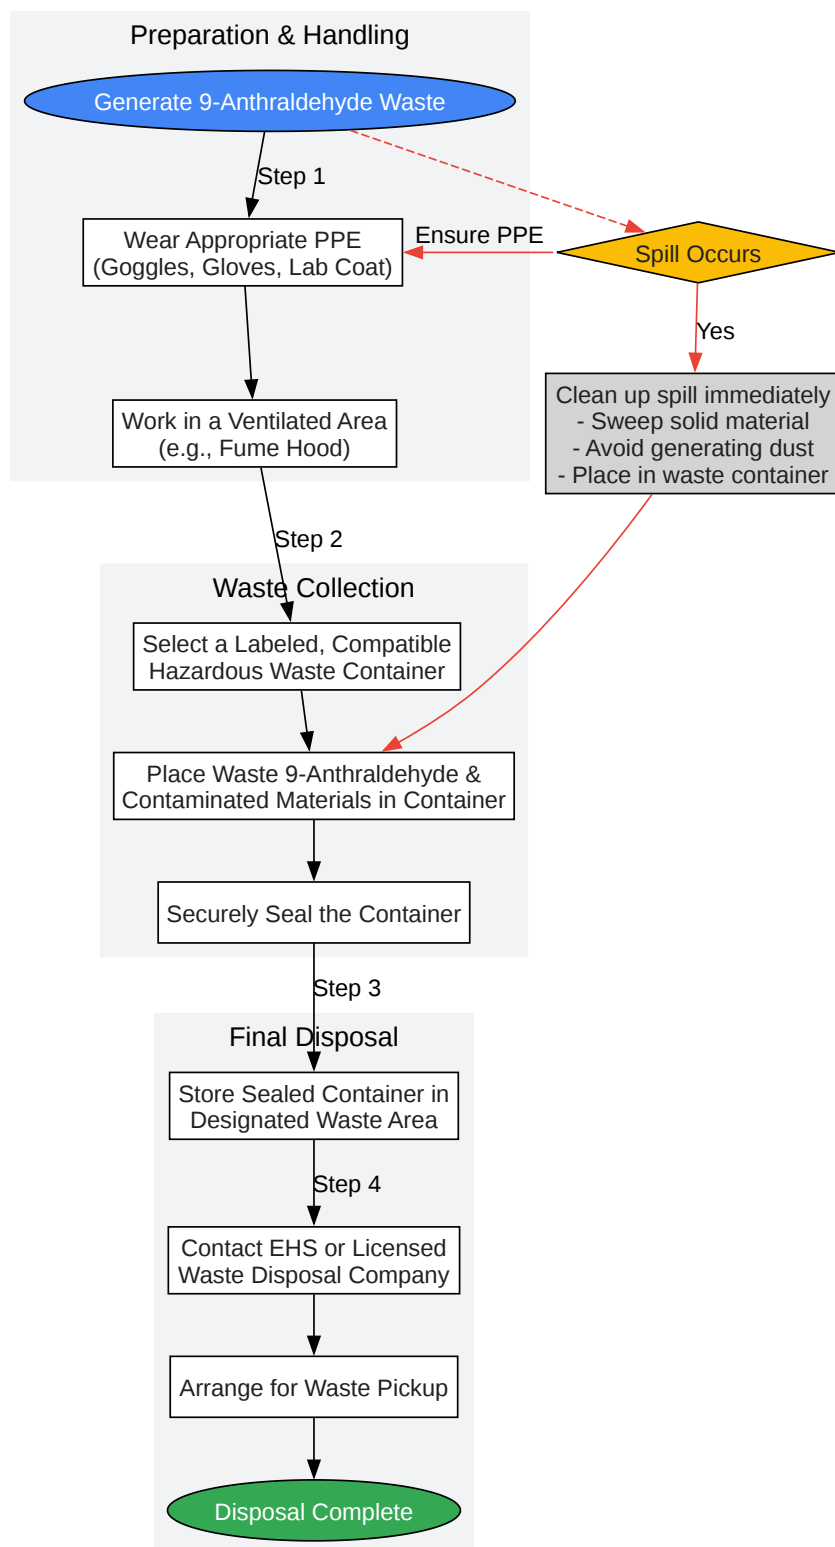 Preparation & Handling
Generate 9-Anthraldehyde Waste
Step 1
Wear Appropriate PPE
(Goggles, Gloves, Lab Coat)
Ensure PPE
Spill Occurs
Yes
Clean up spill immediately
- Sweep solid material
- Avoid generating dust
- Place in waste container
Work in a Ventilated Area
(e.g., Fume Hood)
Step 2
Waste Collection
Select a Labeled, Compatible
Hazardous Waste Container
Place Waste 9-Anthraldehyde &
Contaminated Materials in Container
Securely Seal the Container
Step 3
Final Disposal
Store Sealed Container in
Designated Waste Area
Step 4
Contact EHS or Licensed
Waste Disposal Company
Arrange for Waste Pickup
Disposal Complete